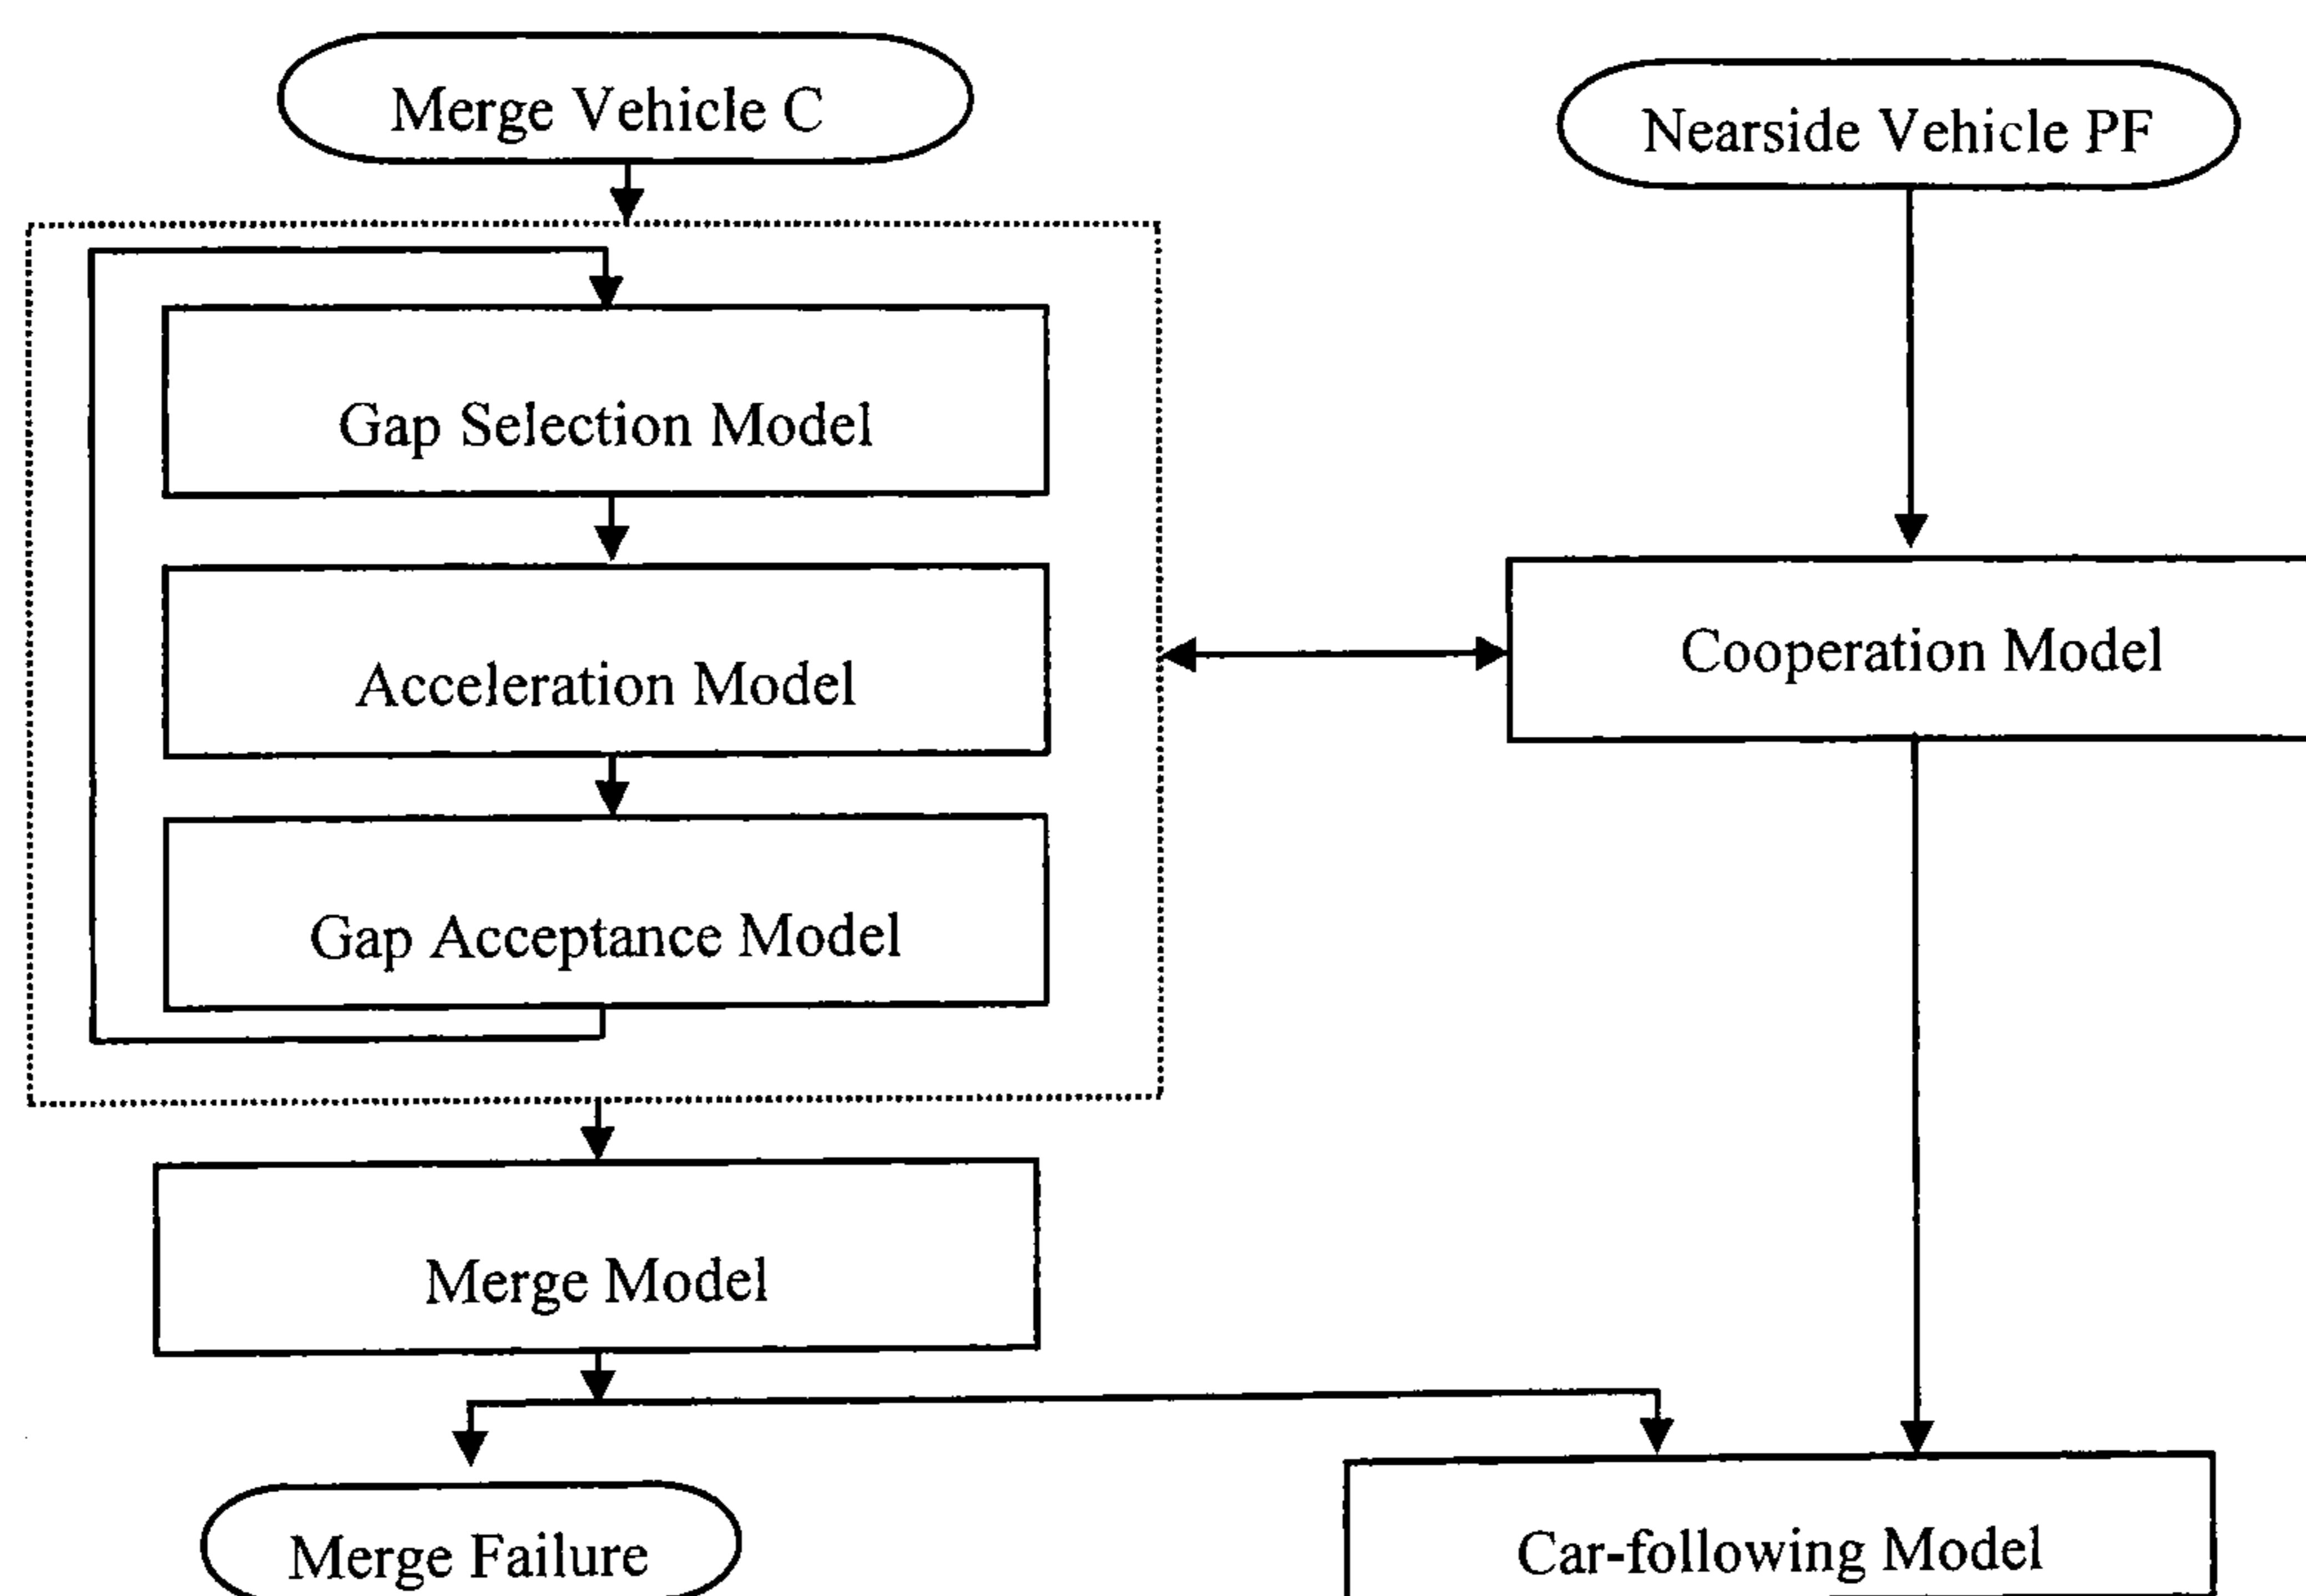 Merge Vehicle C
Nearside Vehicle PF
Gap Selection Model
Acceleration Model
Cooperation Model
Gap Acceptance Model
Merge Model
Merge Failure
Car-following Model